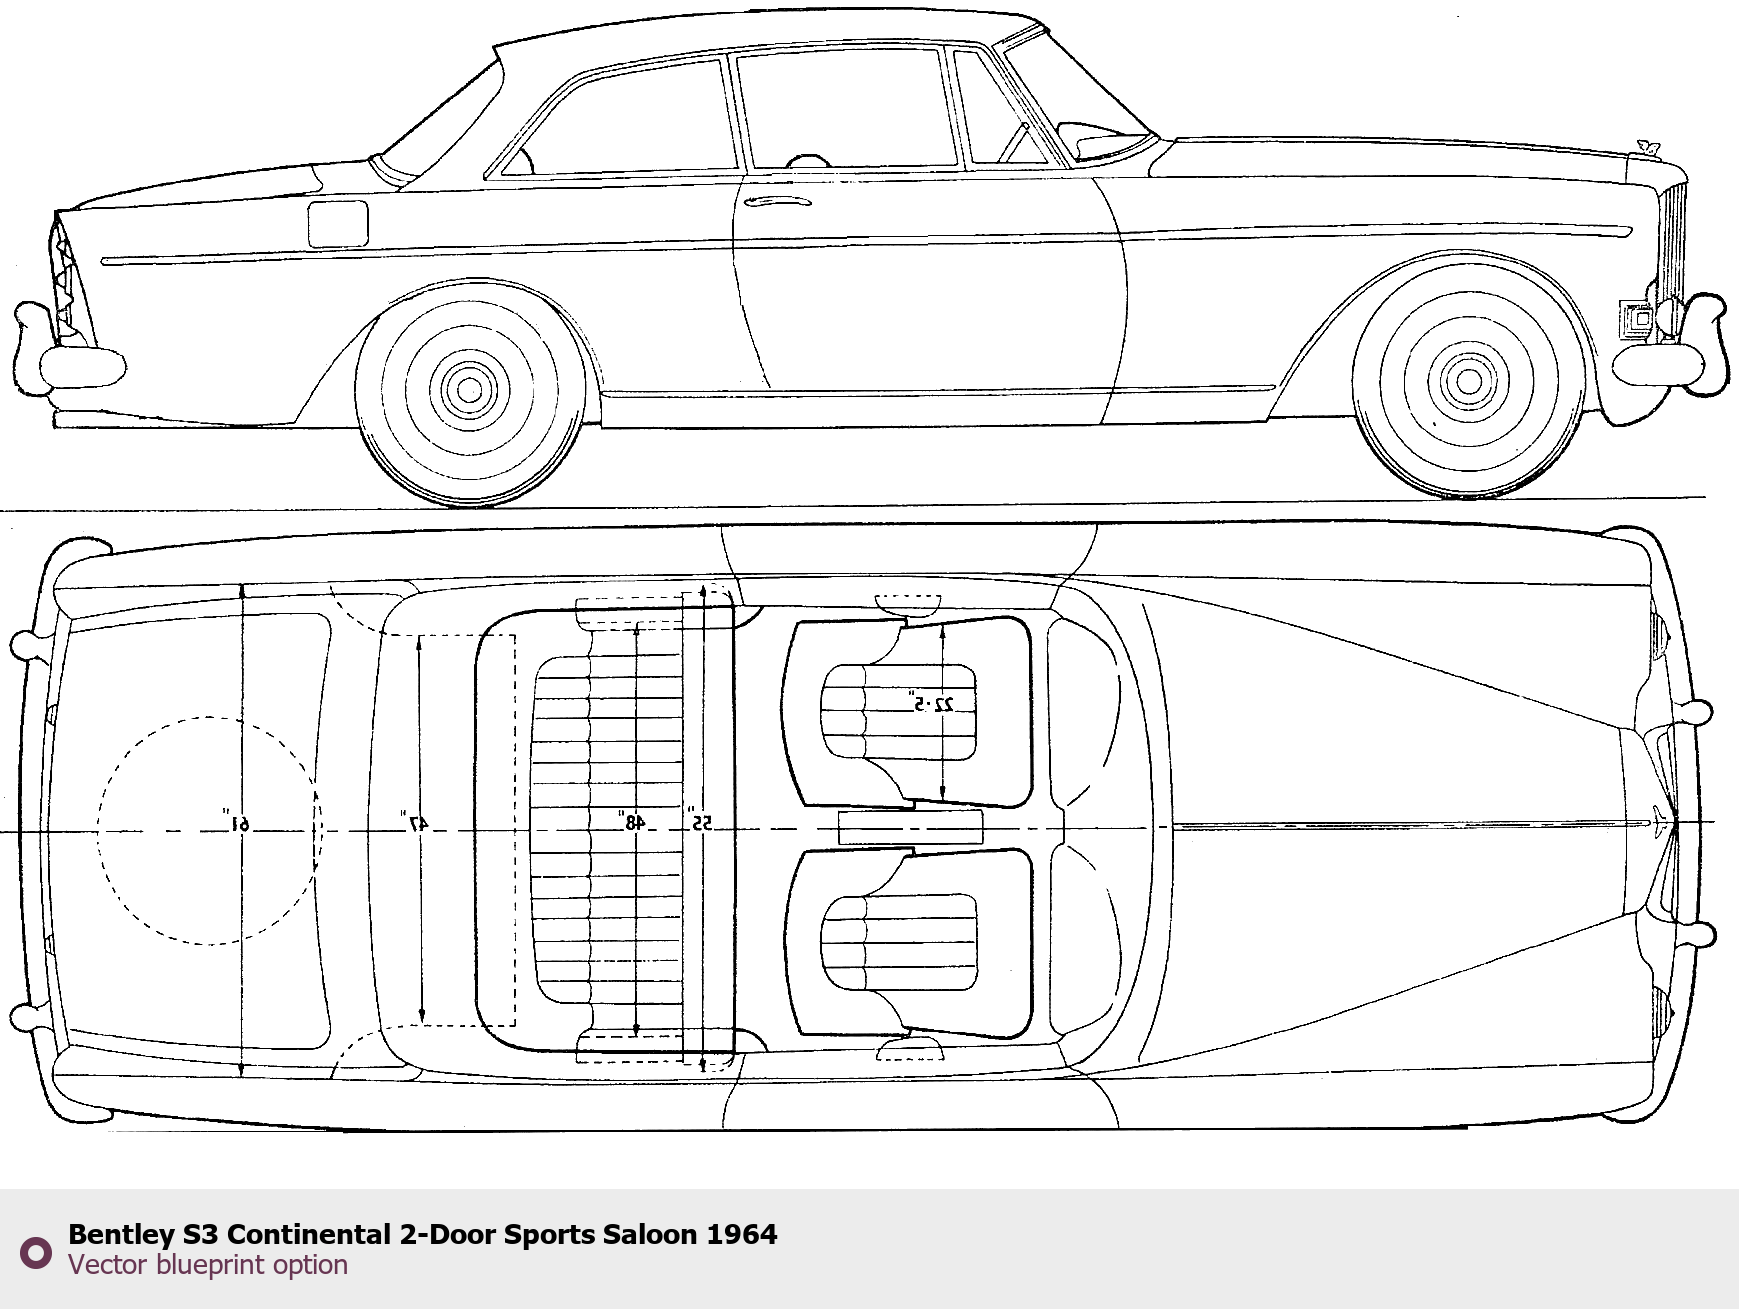 22·5"
61"
47"
48"
55"
Bentley S3 Continental 2-Door Sports Saloon 1964
Vector blueprint option